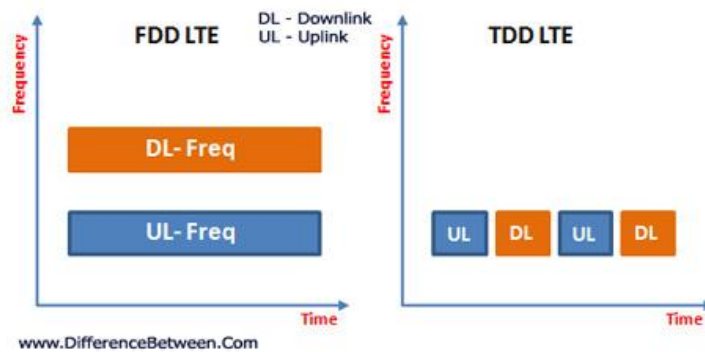 FDD LTE
DL - Downlink
UL - Uplink
TDD LTE
Frequency
DL- Freq
UL- Freq
Time
Frequency
UL DL UL DL
Time
www.DifferenceBetween.Com